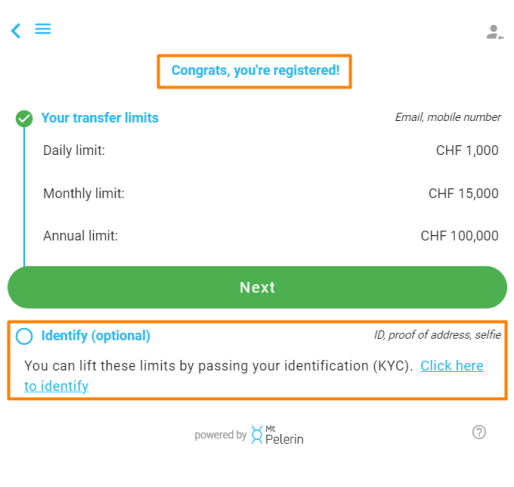 Congrats, you're registered!
Your transfer limits Email, mobile number
Daily limit: CHF 1,000
Monthly limit: CHF 15,000
Annual limit: CHF 100,000
Next
Identify (optional) ID, proof of address, selfie
You can lift these limits by passing your identification (KYC). Click here
to identify
powered by Mt Pelerin
?